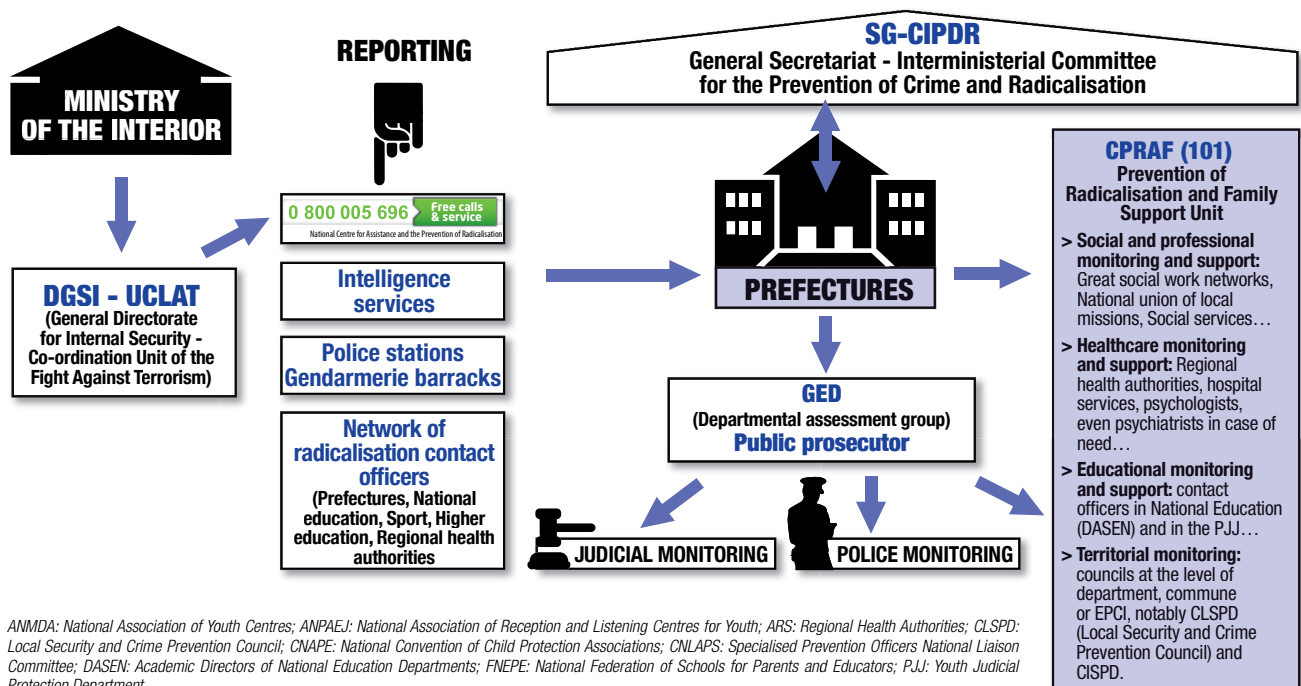 MINISTRY
OF THE INTERIOR
DGSI - UCLAT
(General Directorate
for Internal Security -
Co-ordination Unit of the
Fight Against Terrorism)
REPORTING
0 800 005 696
Free calls
& service
National Centre for Assistance and the Prevention of Radicalisation
Intelligence
services
Police stations
Gendarmerie barracks
Network of
radicalisation contact
officers
(Prefectures, National
education, Sport, Higher
education, Regional health
authorities
SG-CIPDR
General Secretariat - Interministerial Committee
for the Prevention of Crime and Radicalisation
PREFECTURES
GED
(Departmental assessment group)
Public prosecutor
JUDICIAL MONITORING
POLICE MONITORING
CPRAF (101)
Prevention of
Radicalisation and Family
Support Unit
> Social and professional
monitoring and support:
Great social work networks,
National union of local
missions, Social services…
> Healthcare monitoring
and support: Regional
health authorities, hospital
services, psychologists,
even psychiatrists in case of
need…
> Educational monitoring
and support: contact
officers in National Education
(DASEN) and in the PJJ…
> Territorial monitoring:
councils at the level of
department, commune
or EPCI, notably CLSPD
(Local Security and Crime
Prevention Council) and
CISPD.
ANMDA: National Association of Youth Centres; ANPAEJ: National Association of Reception and Listening Centres for Youth; ARS: Regional Health Authorities; CLSPD:
Local Security and Crime Prevention Council; CNAPE: National Convention of Child Protection Associations; CNLAPS: Specialised Prevention Officers National Liaison
Committee; DASEN: Academic Directors of National Education Departments; FNEPE: National Federation of Schools for Parents and Educators; PJJ: Youth Judicial
Protection Department